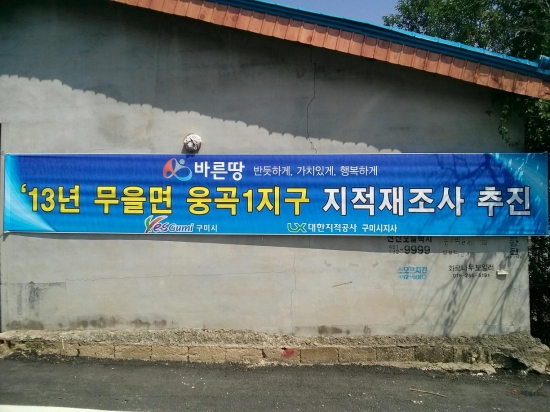 바른땅 반듯하게, 가치있게, 행복하게
'13년 무을면 웅곡1지구 지적재조사 추진
YesGumi 구미시 LX 대한지적공사 구미시지사
9999